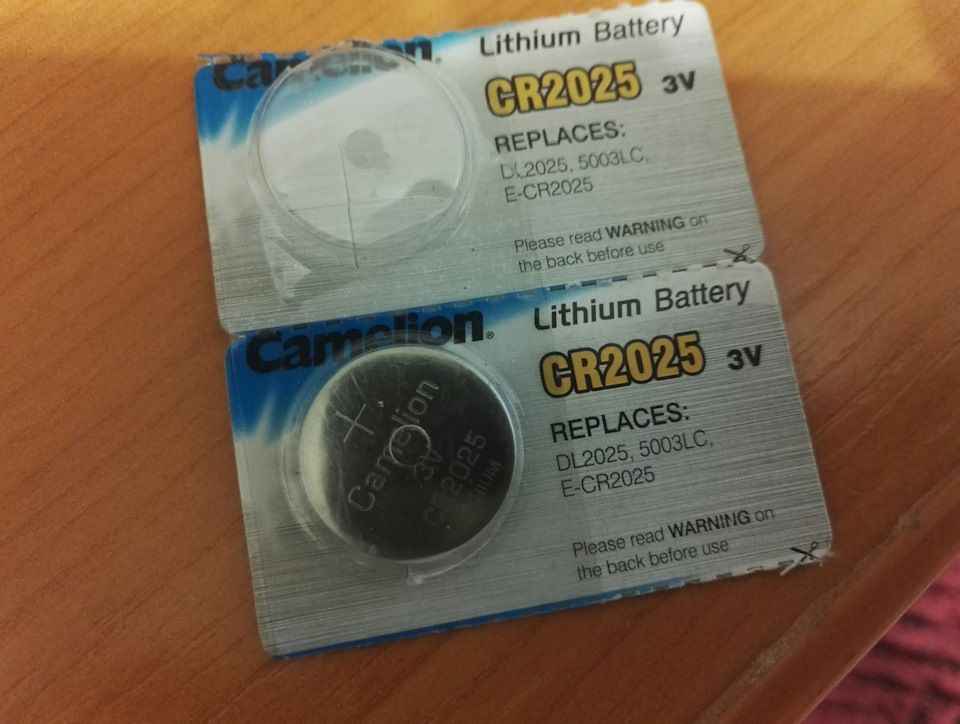 Camelion®
Lithium Battery
CR2025 3V
REPLACES:
DL2025, 5003LC,
E-CR2025
Please read WARNING on
the back before use
Camelion®
Lithium Battery
CR2025 3V
REPLACES:
DL2025, 5003LC,
E-CR2025
Please read WARNING on
the back before use
+
Camelion
3V
CR2025